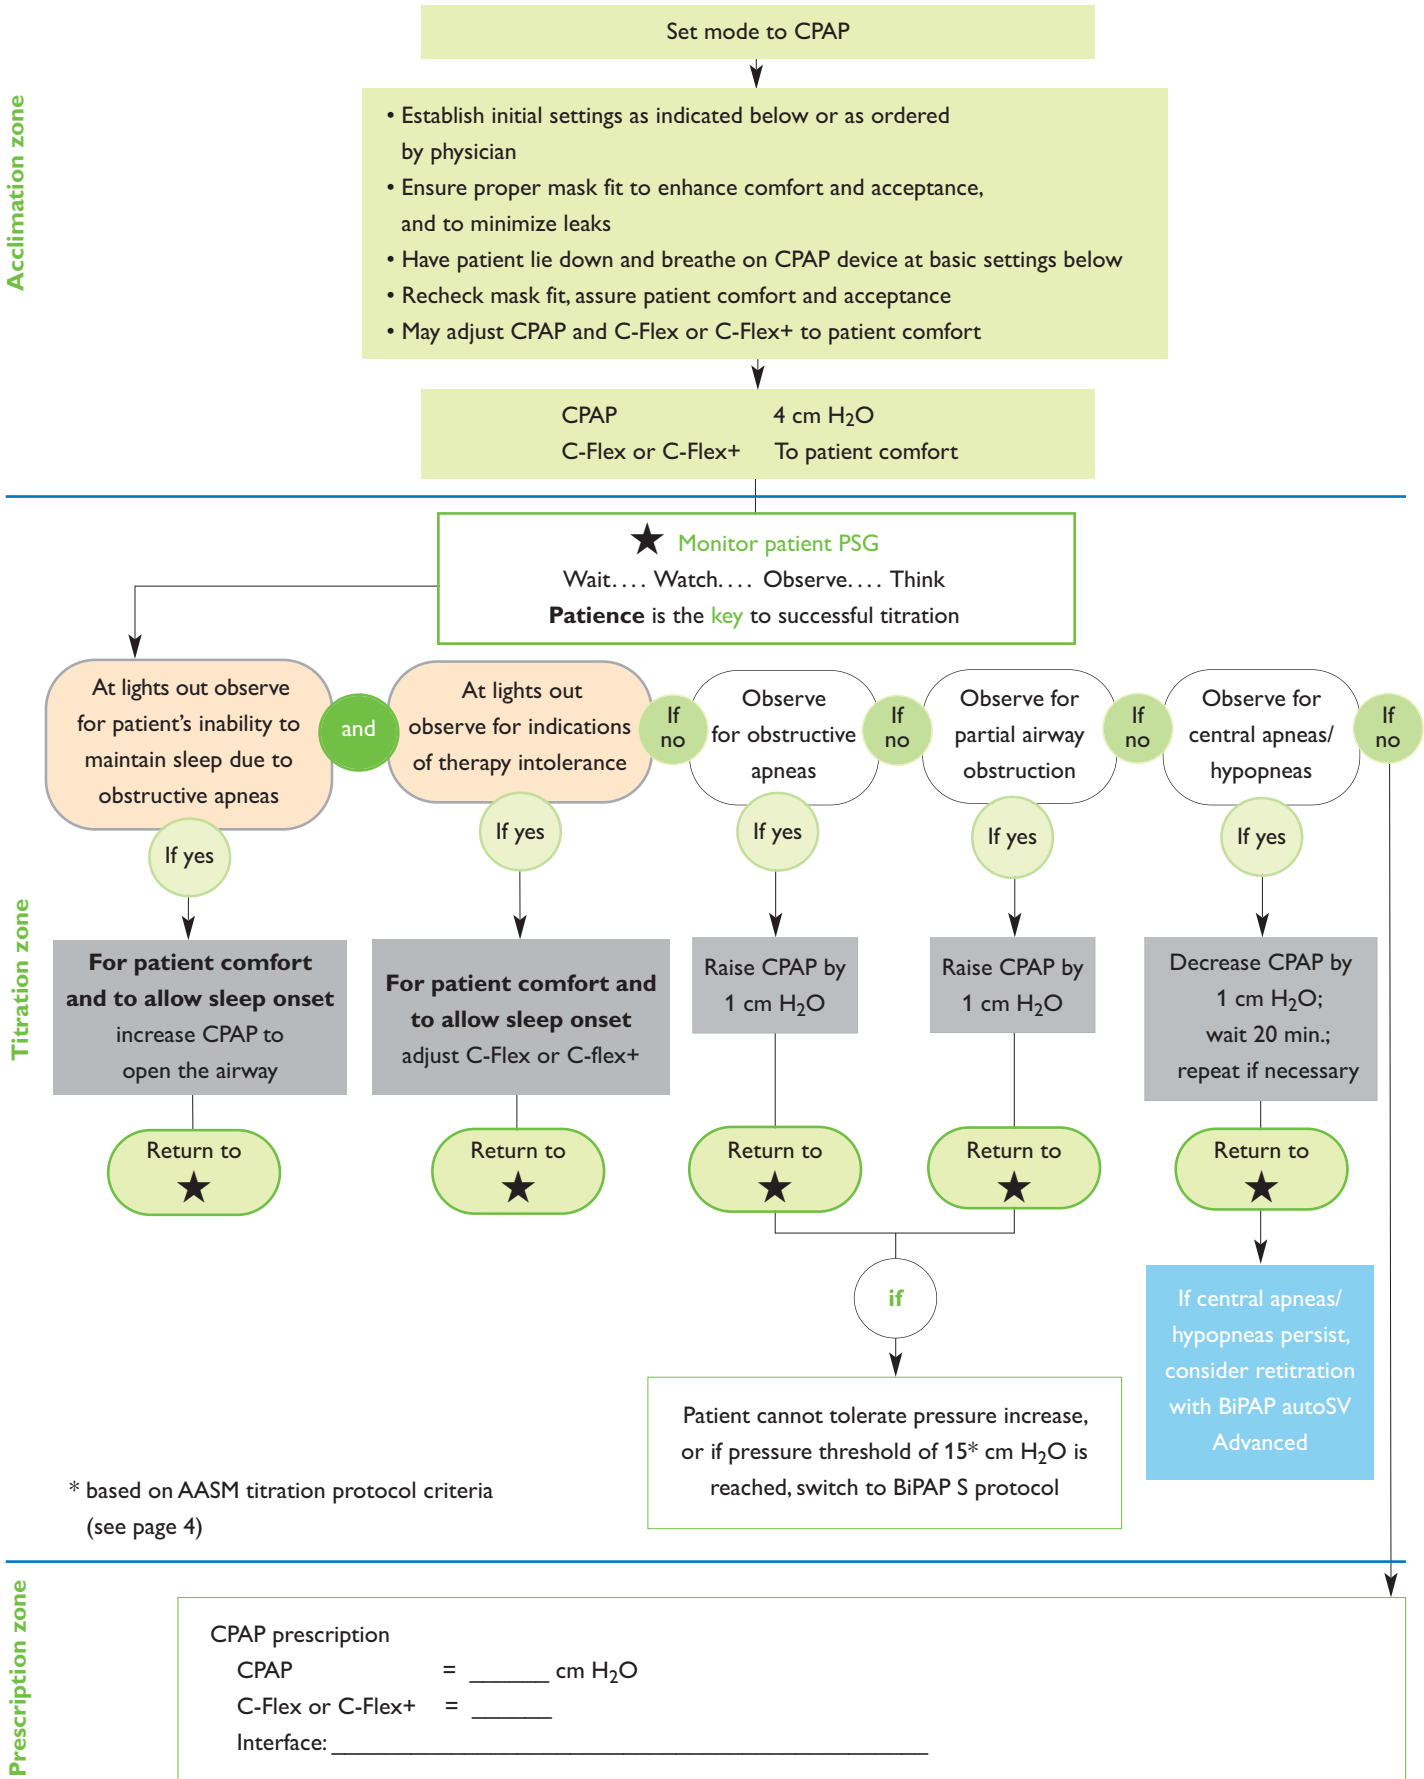 Acclimation zone
Set mode to CPAP
• Establish initial settings as indicated below or as ordered
by physician
• Ensure proper mask fit to enhance comfort and acceptance,
and to minimize leaks
• Have patient lie down and breathe on CPAP device at basic settings below
• Recheck mask fit, assure patient comfort and acceptance
• May adjust CPAP and C-Flex or C-Flex+ to patient comfort
CPAP 4 cm H₂O
C-Flex or C-Flex+ To patient comfort
Titration zone
★ Monitor patient PSG
Wait.... Watch.... Observe.... Think
Patience is the key to successful titration
At lights out observe
for patient’s inability to
maintain sleep due to
obstructive apneas
and
At lights out
observe for indications
of therapy intolerance
If
no
Observe
for obstructive
apneas
If
no
Observe for
partial airway
obstruction
If
no
Observe for
central apneas/
hypopneas
If
no
If yes
If yes
If yes
If yes
If yes
For patient comfort
and to allow sleep onset
increase CPAP to
open the airway
For patient comfort and
to allow sleep onset
adjust C-Flex or C-flex+
Raise CPAP by
1 cm H₂O
Raise CPAP by
1 cm H₂O
Decrease CPAP by
1 cm H₂O;
wait 20 min.;
repeat if necessary
Return to
★
Return to
★
Return to
★
Return to
★
Return to
★
if
Patient cannot tolerate pressure increase,
or if pressure threshold of 15* cm H₂O is
reached, switch to BiPAP S protocol
If central apneas/
hypopneas persist,
consider retitration
with BiPAP autoSV
Advanced
* based on AASM titration protocol criteria
(see page 4)
Prescription zone
CPAP prescription
CPAP = ______ cm H₂O
C-Flex or C-Flex+ = ______
Interface: ______________________________________________